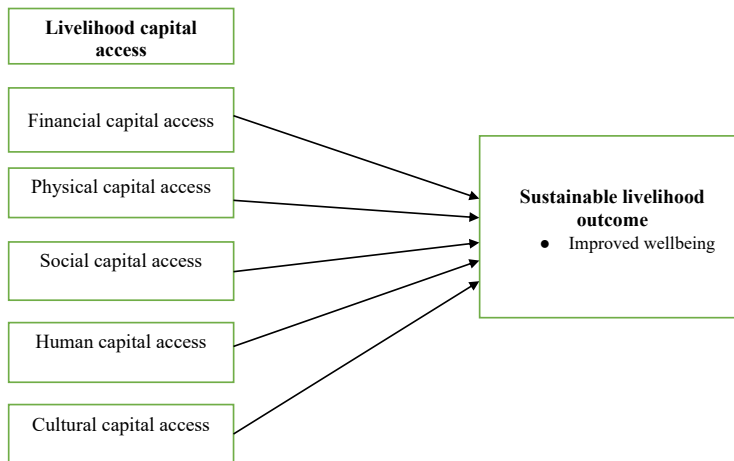 Livelihood capital
access
Financial capital access
Physical capital access
Social capital access
Human capital access
Cultural capital access
Sustainable livelihood
outcome
● Improved wellbeing